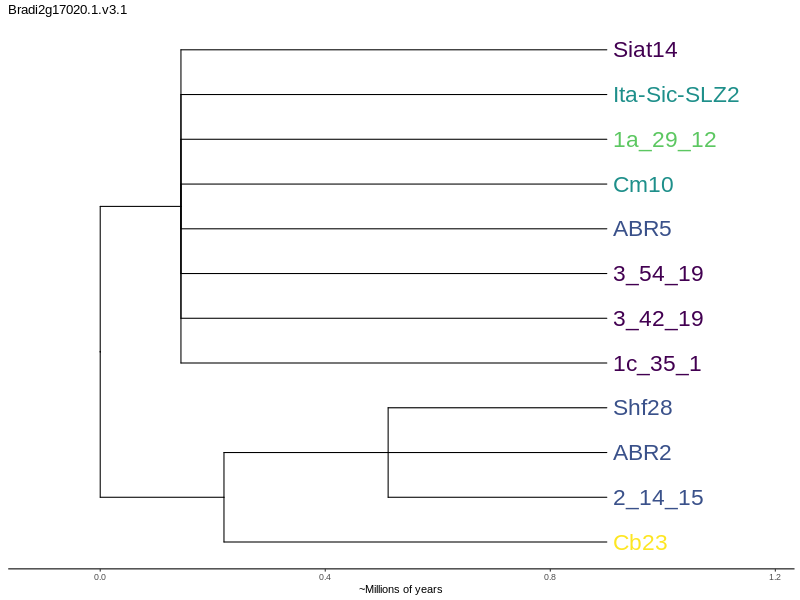 Bradi2g17020.1.v3.1
Siat14
Ita-Sic-SLZ2
1a_29_12
Cm10
ABR5
3_54_19
3_42_19
1c_35_1
Shf28
ABR2
2_14_15
Cb23
0.0 0.4 0.8 1.2
~Millions of years